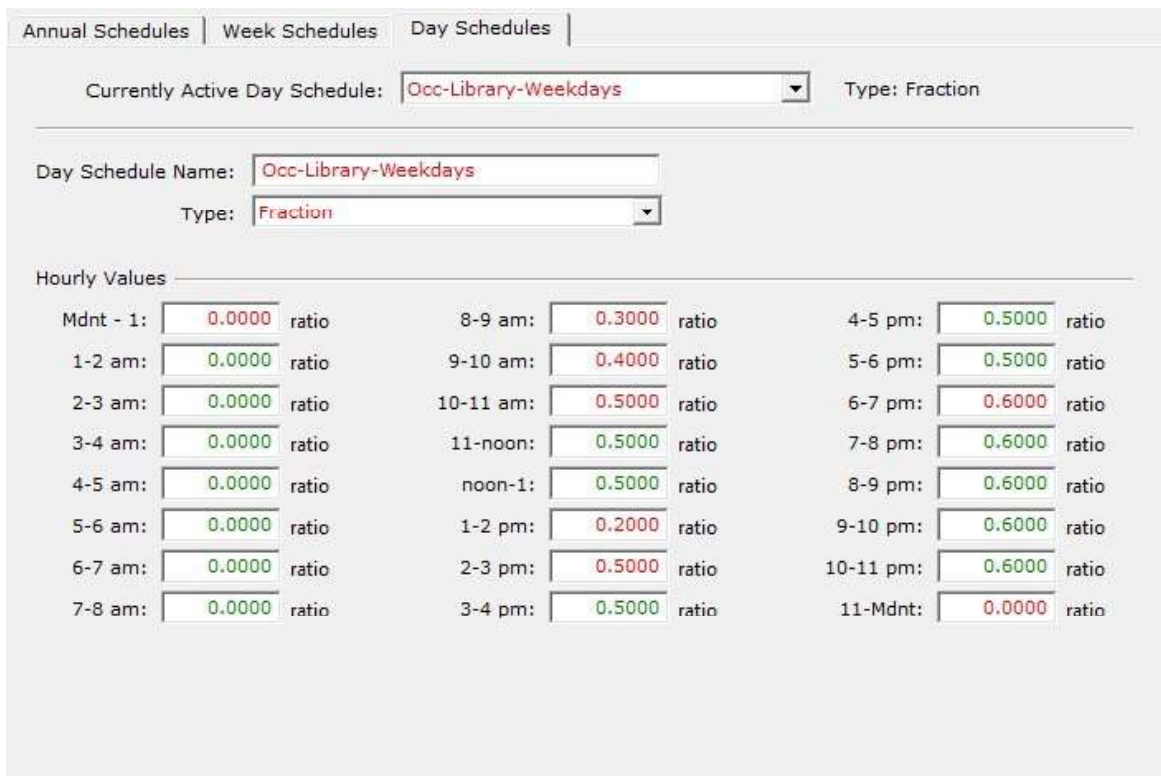 Annual Schedules Week Schedules Day Schedules
Currently Active Day Schedule: Occ-Library-Weekdays Type: Fraction
Day Schedule Name: Occ-Library-Weekdays
Type: Fraction
Hourly Values
Mdnt - 1: 0.0000 ratio 8-9 am: 0.3000 ratio 4-5 pm: 0.5000 ratio
1-2 am: 0.0000 ratio 9-10 am: 0.4000 ratio 5-6 pm: 0.5000 ratio
2-3 am: 0.0000 ratio 10-11 am: 0.5000 ratio 6-7 pm: 0.6000 ratio
3-4 am: 0.0000 ratio 11-noon: 0.5000 ratio 7-8 pm: 0.6000 ratio
4-5 am: 0.0000 ratio noon-1: 0.5000 ratio 8-9 pm: 0.6000 ratio
5-6 am: 0.0000 ratio 1-2 pm: 0.2000 ratio 9-10 pm: 0.6000 ratio
6-7 am: 0.0000 ratio 2-3 pm: 0.5000 ratio 10-11 pm: 0.6000 ratio
7-8 am: 0.0000 ratio 3-4 pm: 0.5000 ratio 11-Mdnt: 0.0000 ratio